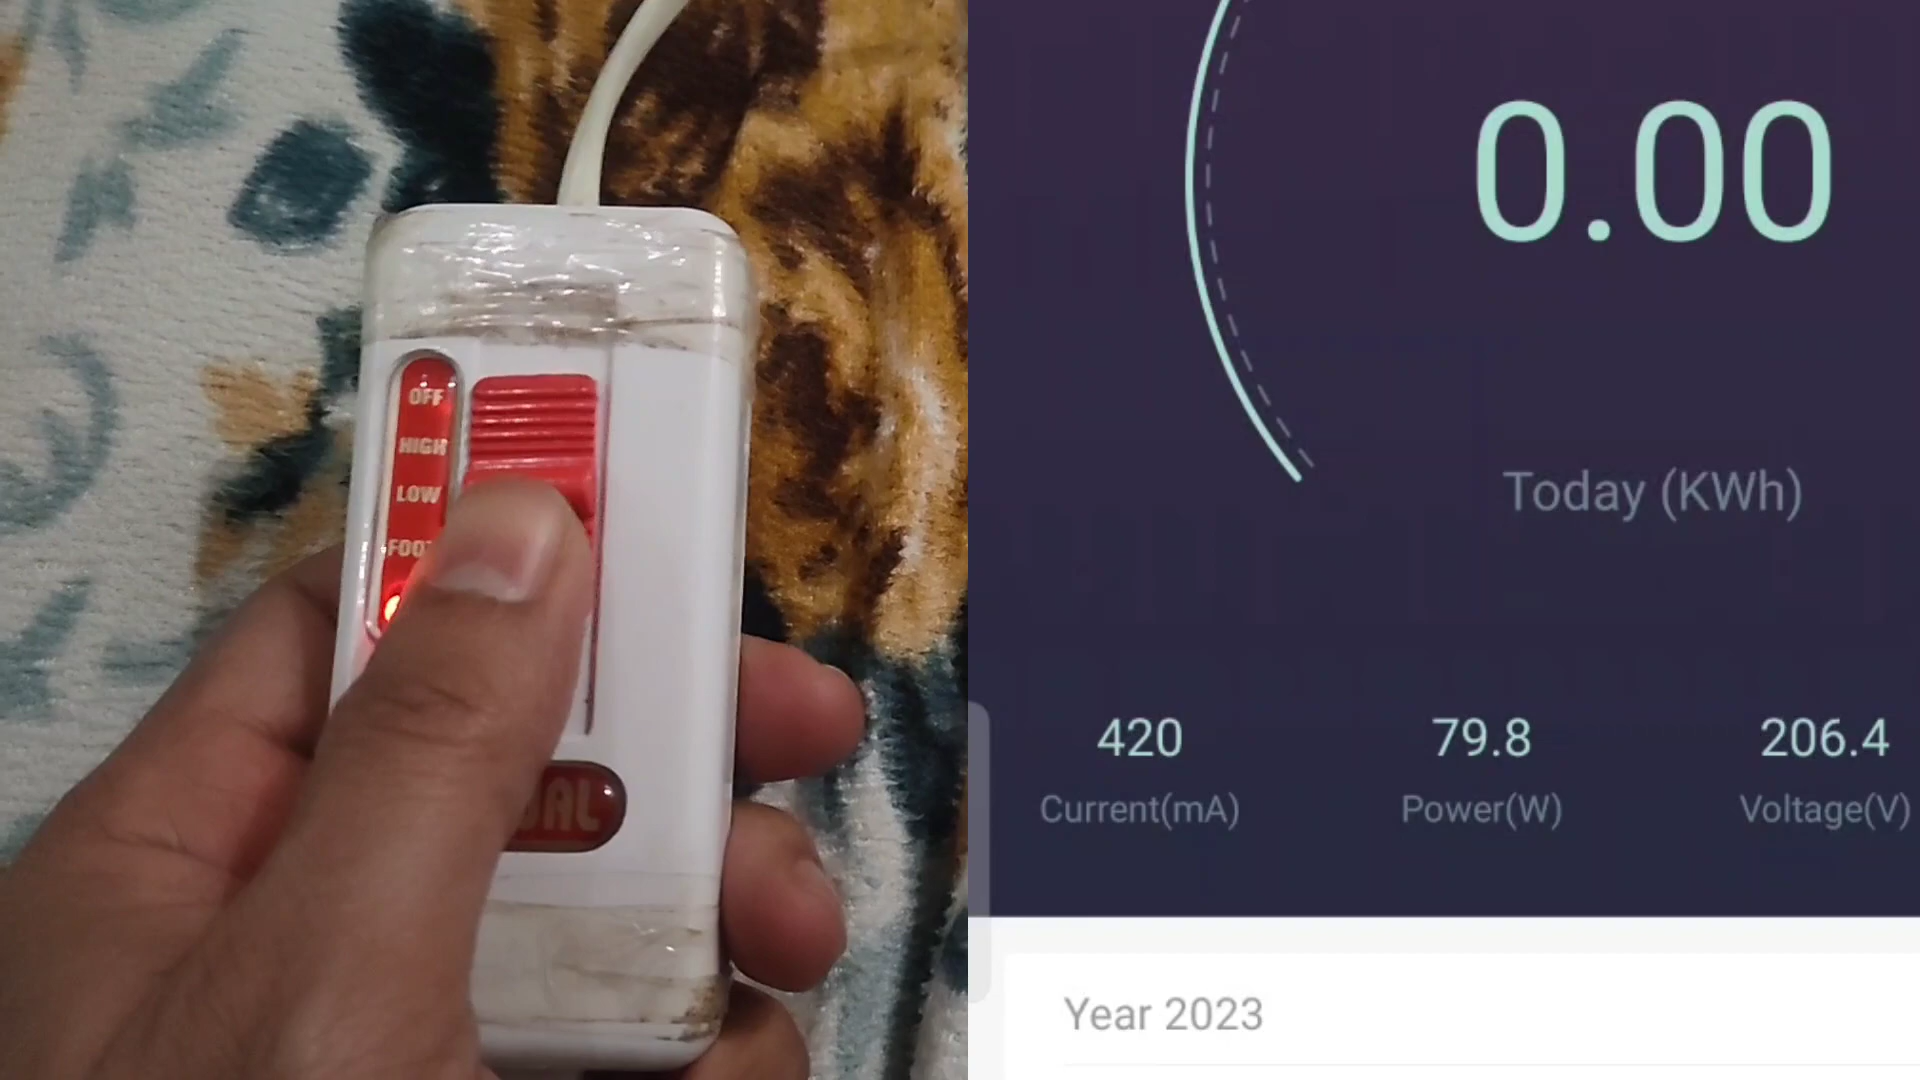 OFF
HIGH
LOW
0.00
Today (KWh)
420
79.8
206.4
Current(mA)
Power(W)
Voltage(V)
Year 2023